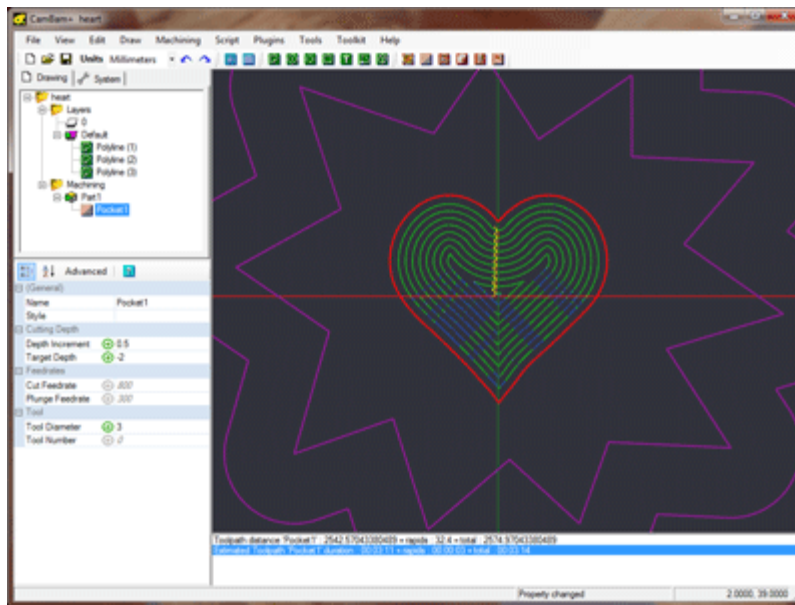 CamBam+ heart
File View Edit Draw Machining Script Plugins Tools Toolkit Help
Units Millimeters
Drawing System
heart
Layers
0
Default
Polyline (1)
Polyline (2)
Polyline (3)
Machining
Part1
Pocket1
Advanced
(General)
Name Pocket1
Style
Cutting Depth
Depth Increment 0.5
Target Depth -2
Feedrates
Cut Feedrate 800
Plunge Feedrate 300
Tool
Tool Diameter 3
Tool Number 0
Toolpath distance 'Pocket1' : 2542.57043380489 + rapids : 32.4 = total : 2574.97043380489
Estimated Toolpath 'Pocket1' duration : 00:03:11 + rapids : 00:00:03 = total : 00:03:14
Property changed 2.0000, 39.0000